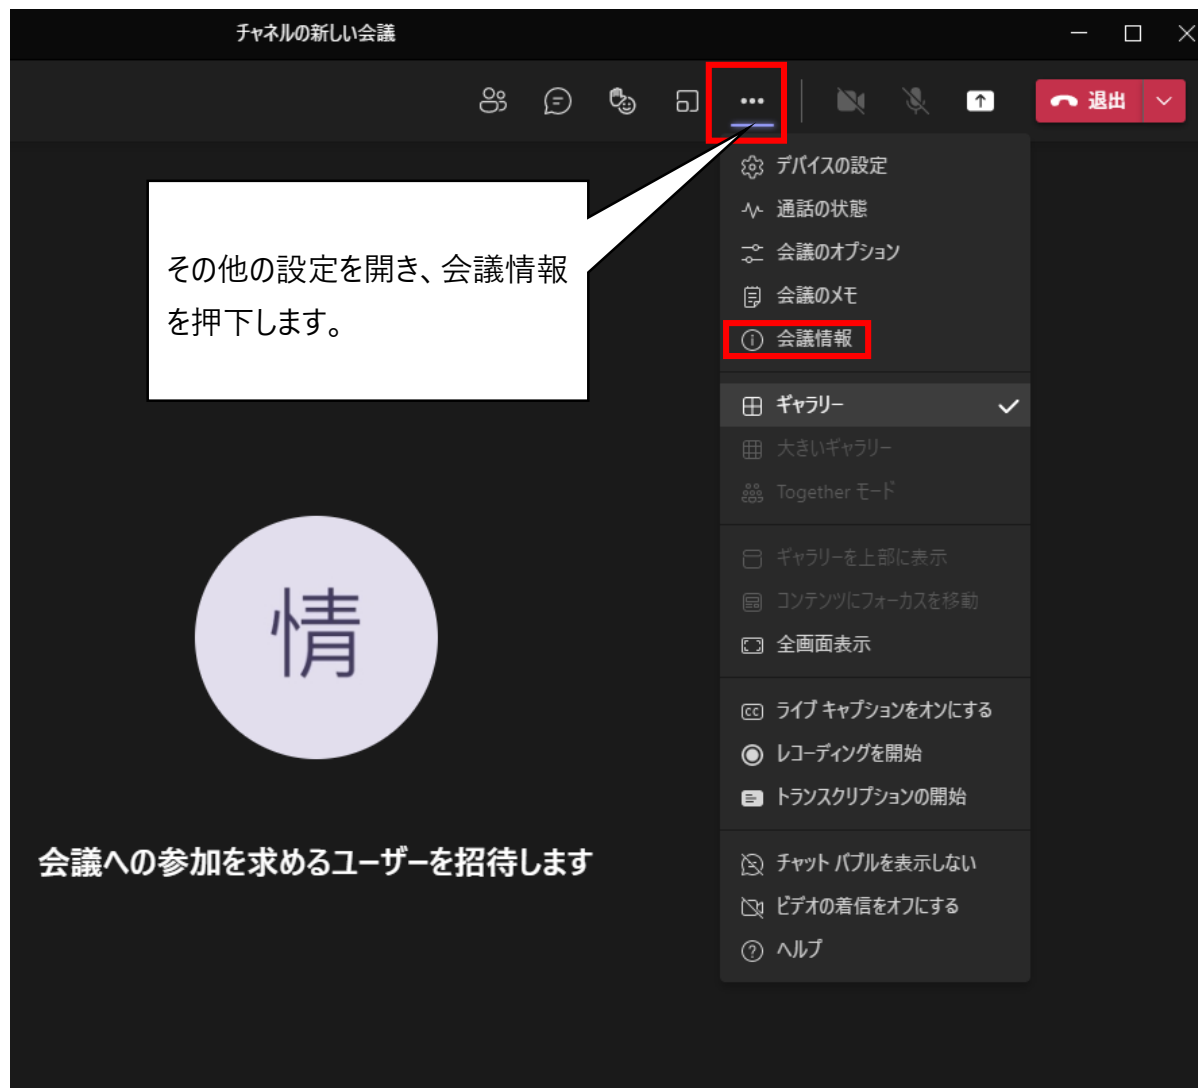 チャネルの新しい会議
退出
デバイスの設定
通話の状態
会議のオプション
会議のメモ
会議情報
その他の設定を開き、会議情報
を押下します。
ギャラリー
大きいギャラリー
Together モード
ギャラリーを上部に表示
コンテンツにフォーカスを移動
全画面表示
CC ライブ キャプションをオンにする
レコーディングを開始
トランスクリプションの開始
情
会議への参加を求めるユーザーを招待します
チャット バブルを表示しない
ビデオの着信をオフにする
ヘルプ